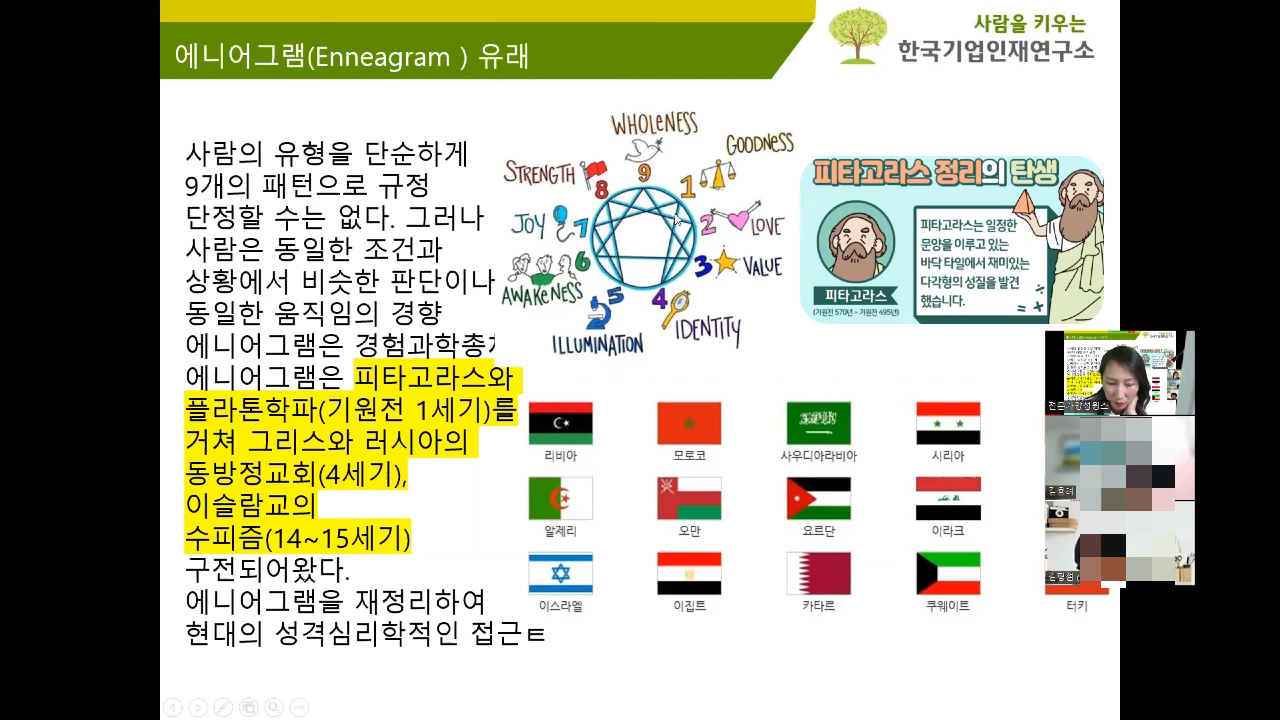 에니어그램(Enneagram ) 유래
사람을 키우는
한국기업인재연구소
사람의 유형을 단순하게
9개의 패턴으로 규정
단정할 수는 없다. 그러나
사람은 동일한 조건과
상황에서 비슷한 판단이나
동일한 움직임의 경향
에니어그램은 경험과학총
에니어그램은 피타고라스와
플라톤학파(기원전 1세기)를
거쳐 그리스와 러시아의
동방정교회(4세기),
이슬람교의
수피즘(14~15세기)
구전되어왔다.
에니어그램을 재정리하여
현대의 성격심리학적인 접근
WHOLENESS
9
GOODNESS
1
LOVE
2
VALUE
3
IDENTITY
4
ILLUMINATION
5
AWAKENESS
6
JOY
7
STRENGTH
8
피타고라스 정리의 탄생
피타고라스
(기원전 570년 ~ 기원전 495년)
피타고라스는 일정한
문양을 이루고 있는
바닥 타일에서 재미있는
다각형의 성질을 발견
했습니다.
리비아
모로코
사우디아라비아
시리아
알제리
오만
요르단
이라크
이스라엘
이집트
카타르
쿠웨이트
터키